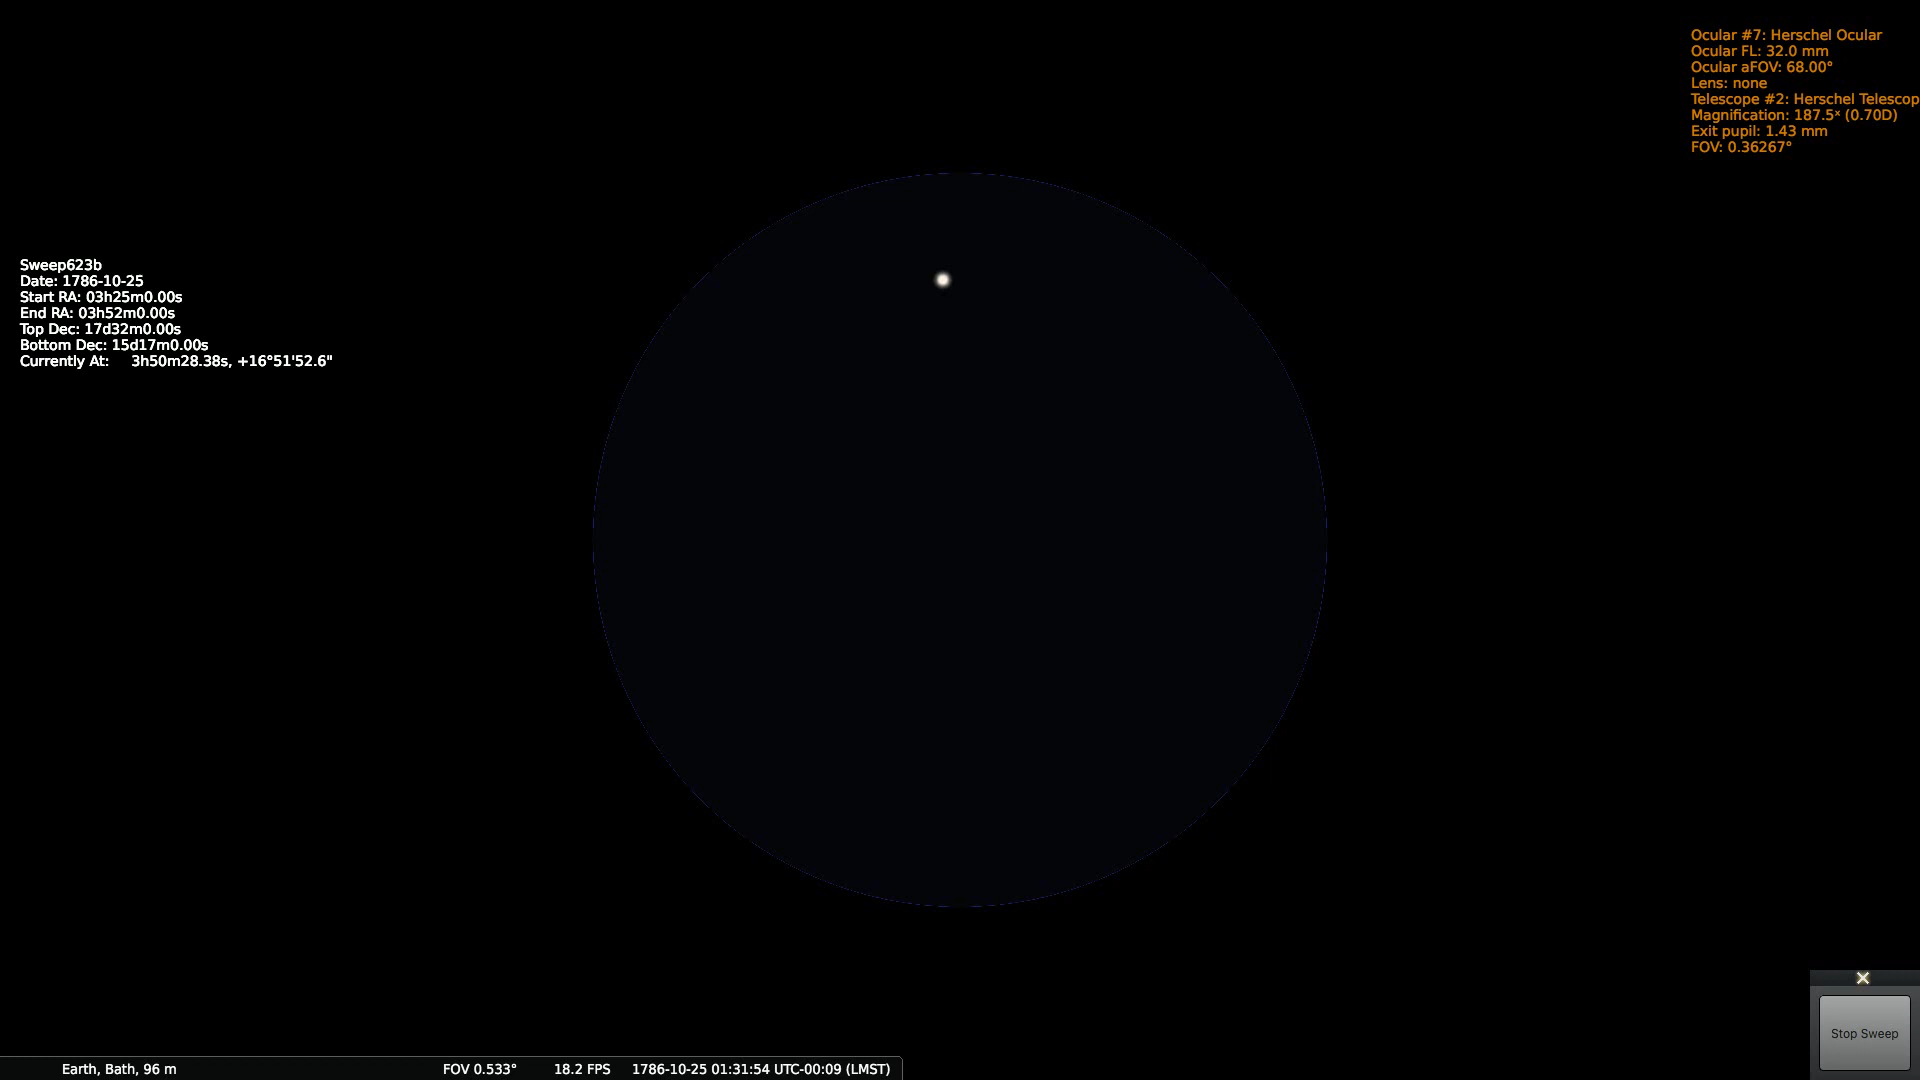 Ocular #7: Herschel Ocular
Ocular FL: 32.0 mm
Ocular aFOV: 68.00°
Lens: none
Telescope #2: Herschel Telescop
Magnification: 187.5ˣ (0.70D)
Exit pupil: 1.43 mm
FOV: 0.36267°
Sweep623b
Date: 1786-10-25
Start RA: 03h25m0.00s
End RA: 03h52m0.00s
Top Dec: 17d32m0.00s
Bottom Dec: 15d17m0.00s
Currently At: 3h50m28.38s, +16°51'52.6"
Stop Sweep
Earth, Bath, 96 m FOV 0.533° 18.2 FPS 1786-10-25 01:31:54 UTC-00:09 (LMST)